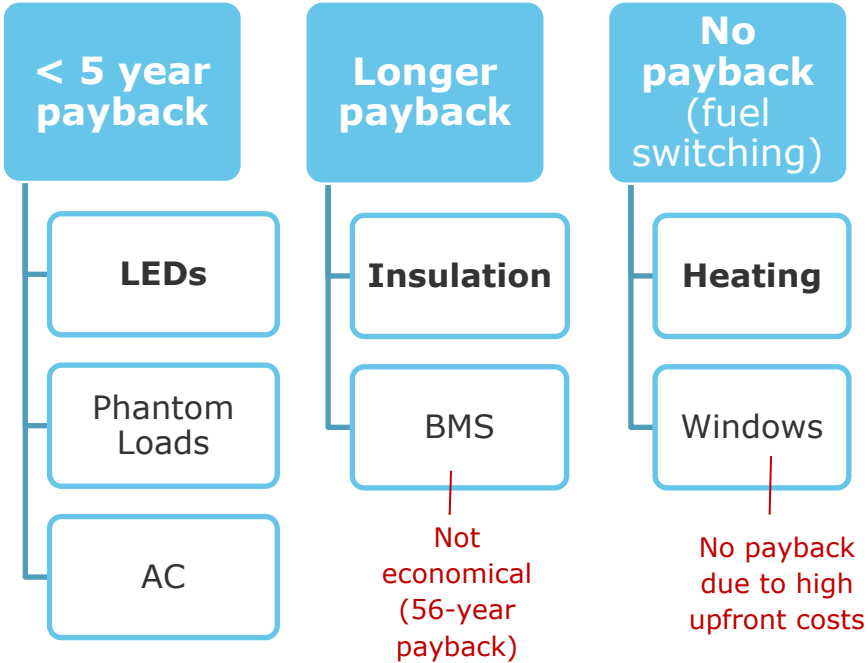 < 5 year
payback
LEDs
Phantom
Loads
AC
Longer
payback
Insulation
BMS
Not
economical
(56-year
payback)
No
payback
(fuel
switching)
Heating
Windows
No payback
due to high
upfront costs